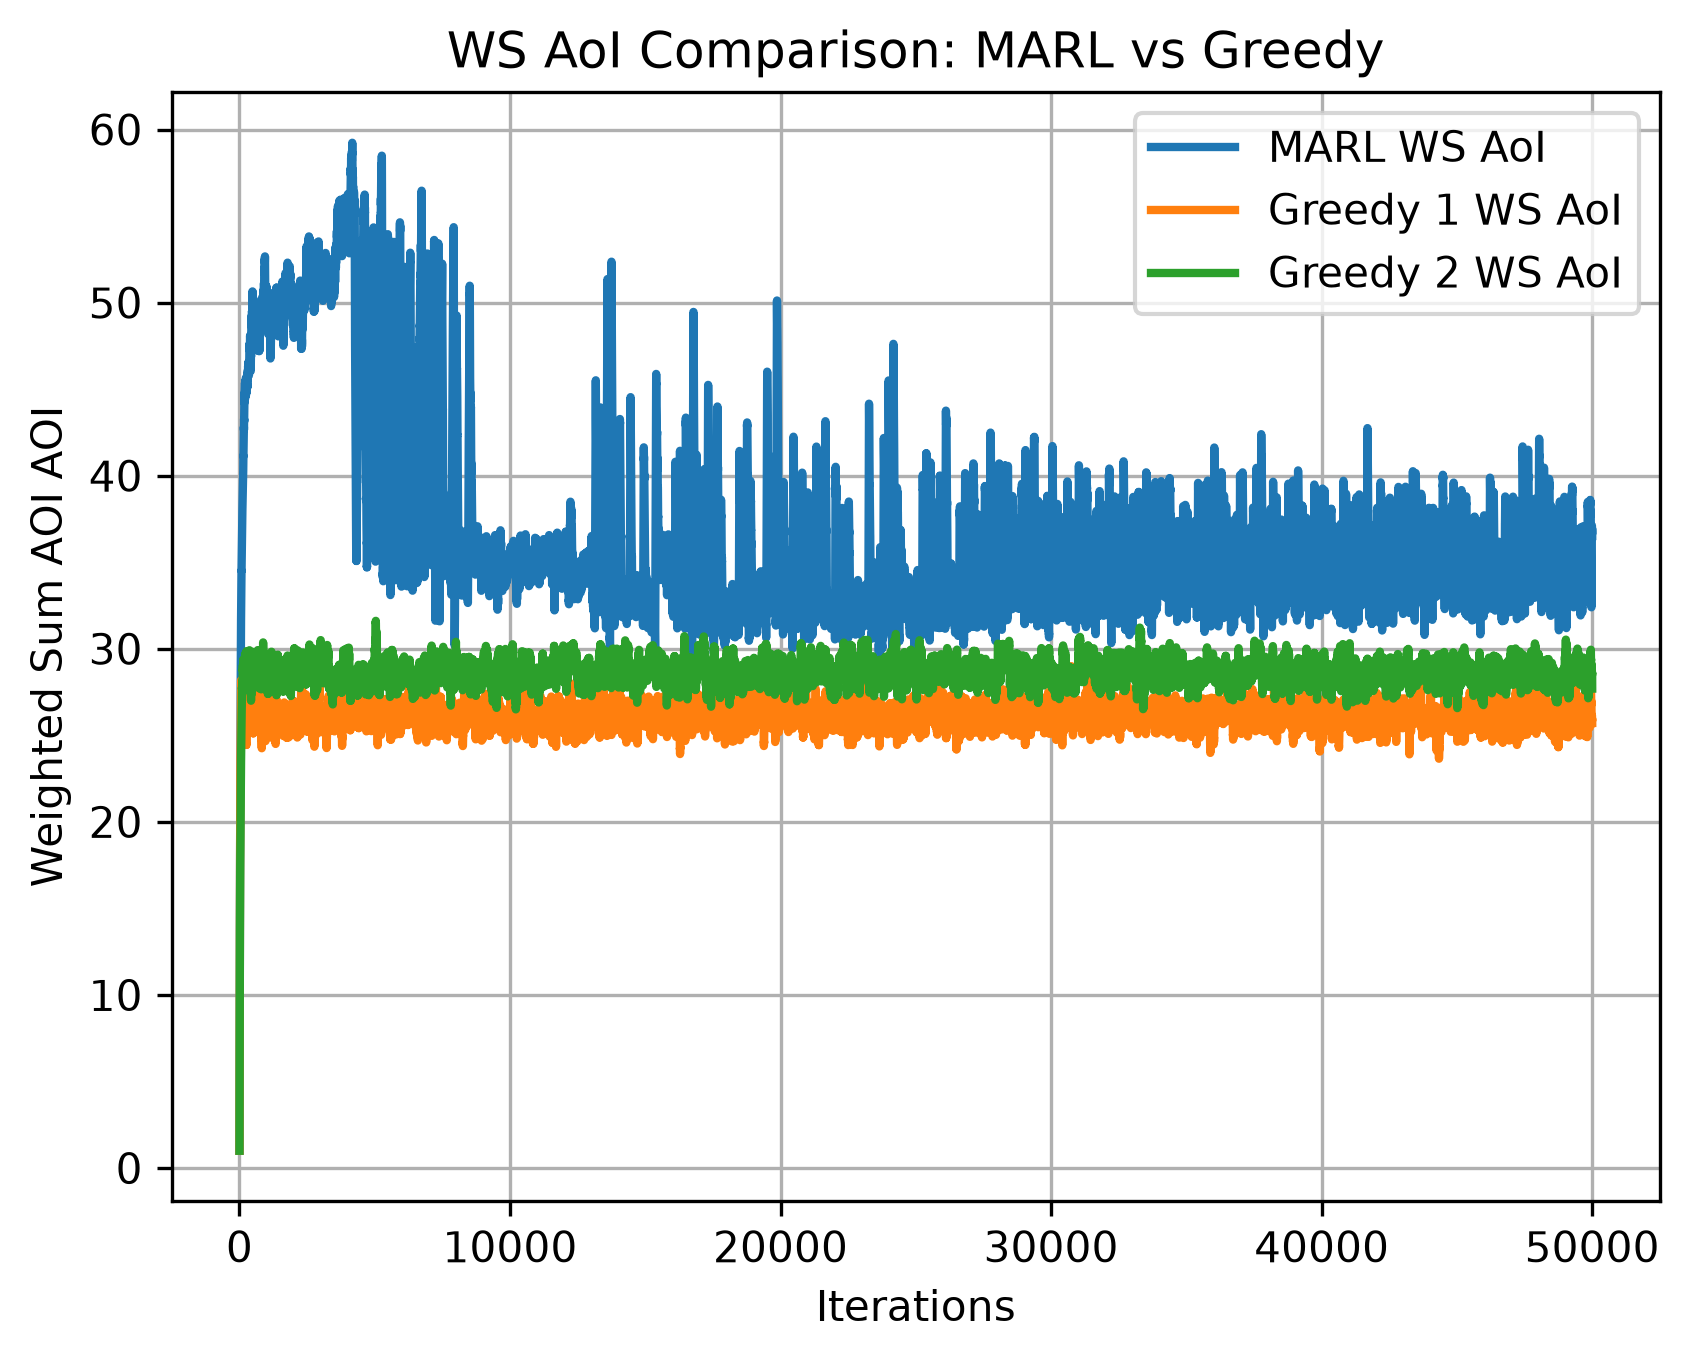 WS AoI Comparison: MARL vs Greedy
MARL WS AoI
Greedy 1 WS AoI
Greedy 2 WS AoI
Weighted Sum AOI AOI
60
50
40
30
20
10
0
0 10000 20000 30000 40000 50000
Iterations